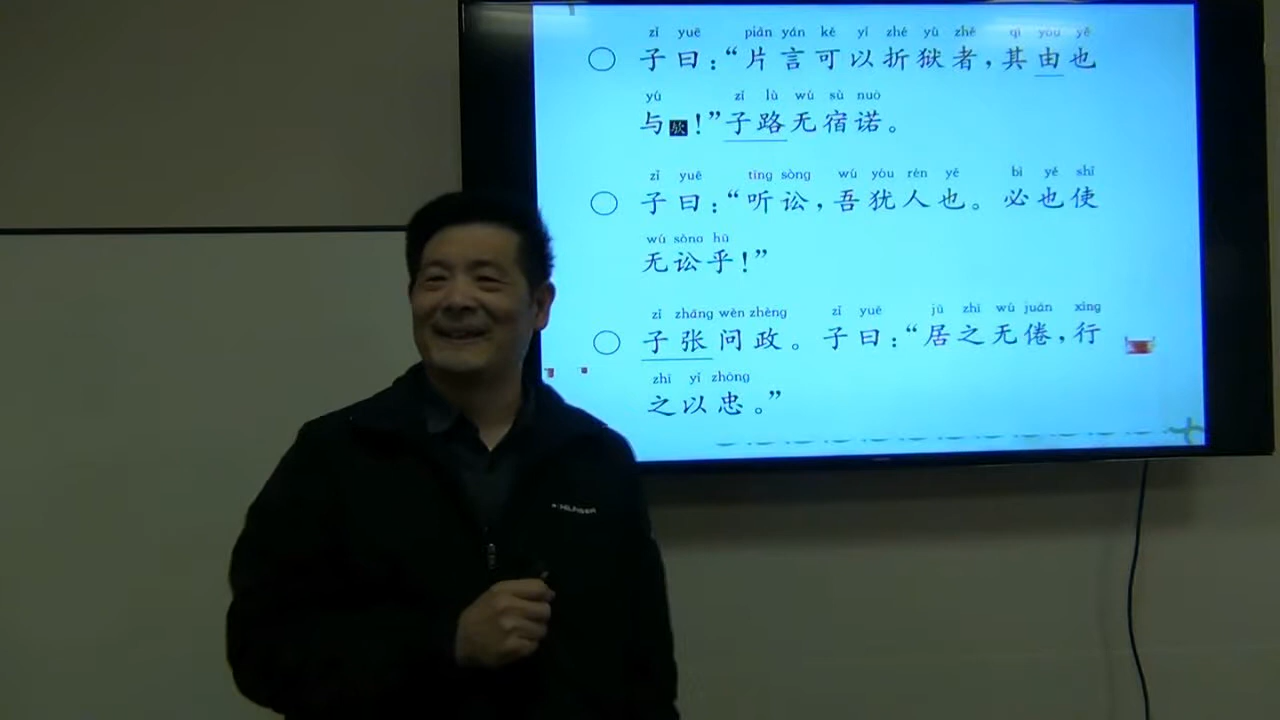 zǐ yuē piān yán kě yǐ zhé yù zhě qí yóu yě
子曰：“片言可以折狱者，其由也
yú zǐ lù wú sù nuò
与欤！”子路无宿诺。
zǐ yuē tīng sòng wú yóu rén yě bì yě shǐ
子曰：“听讼，吾犹人也。必也使
wú sòng hū
无讼乎！”
zǐ zhāng wèn zhèng zǐ yuē jū zhī wú juàn xíng
子张问政。子曰：“居之无倦，行
zhī yǐ zhōng
之以忠。”
HILFIGER